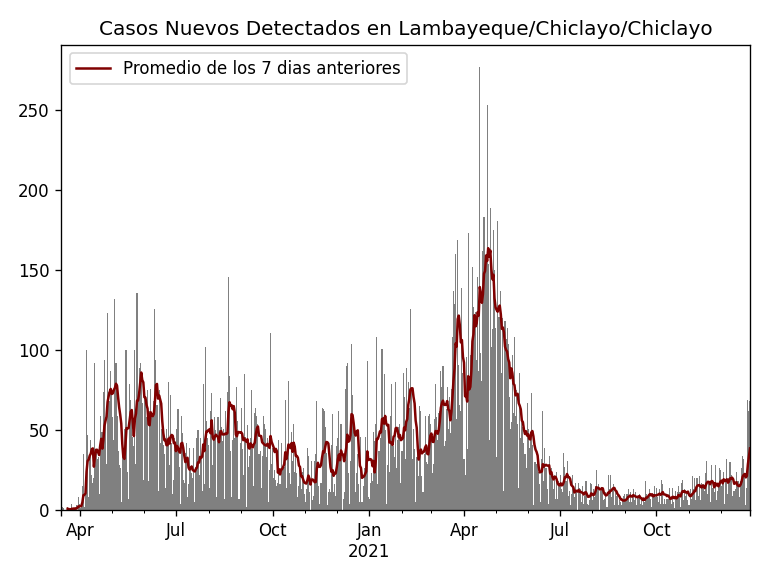 Casos Nuevos Detectados en Lambayeque/Chiclayo/Chiclayo
Promedio de los 7 dias anteriores
250
200
150
100
50
0
Apr Jul Oct Jan Apr Jul Oct
2021